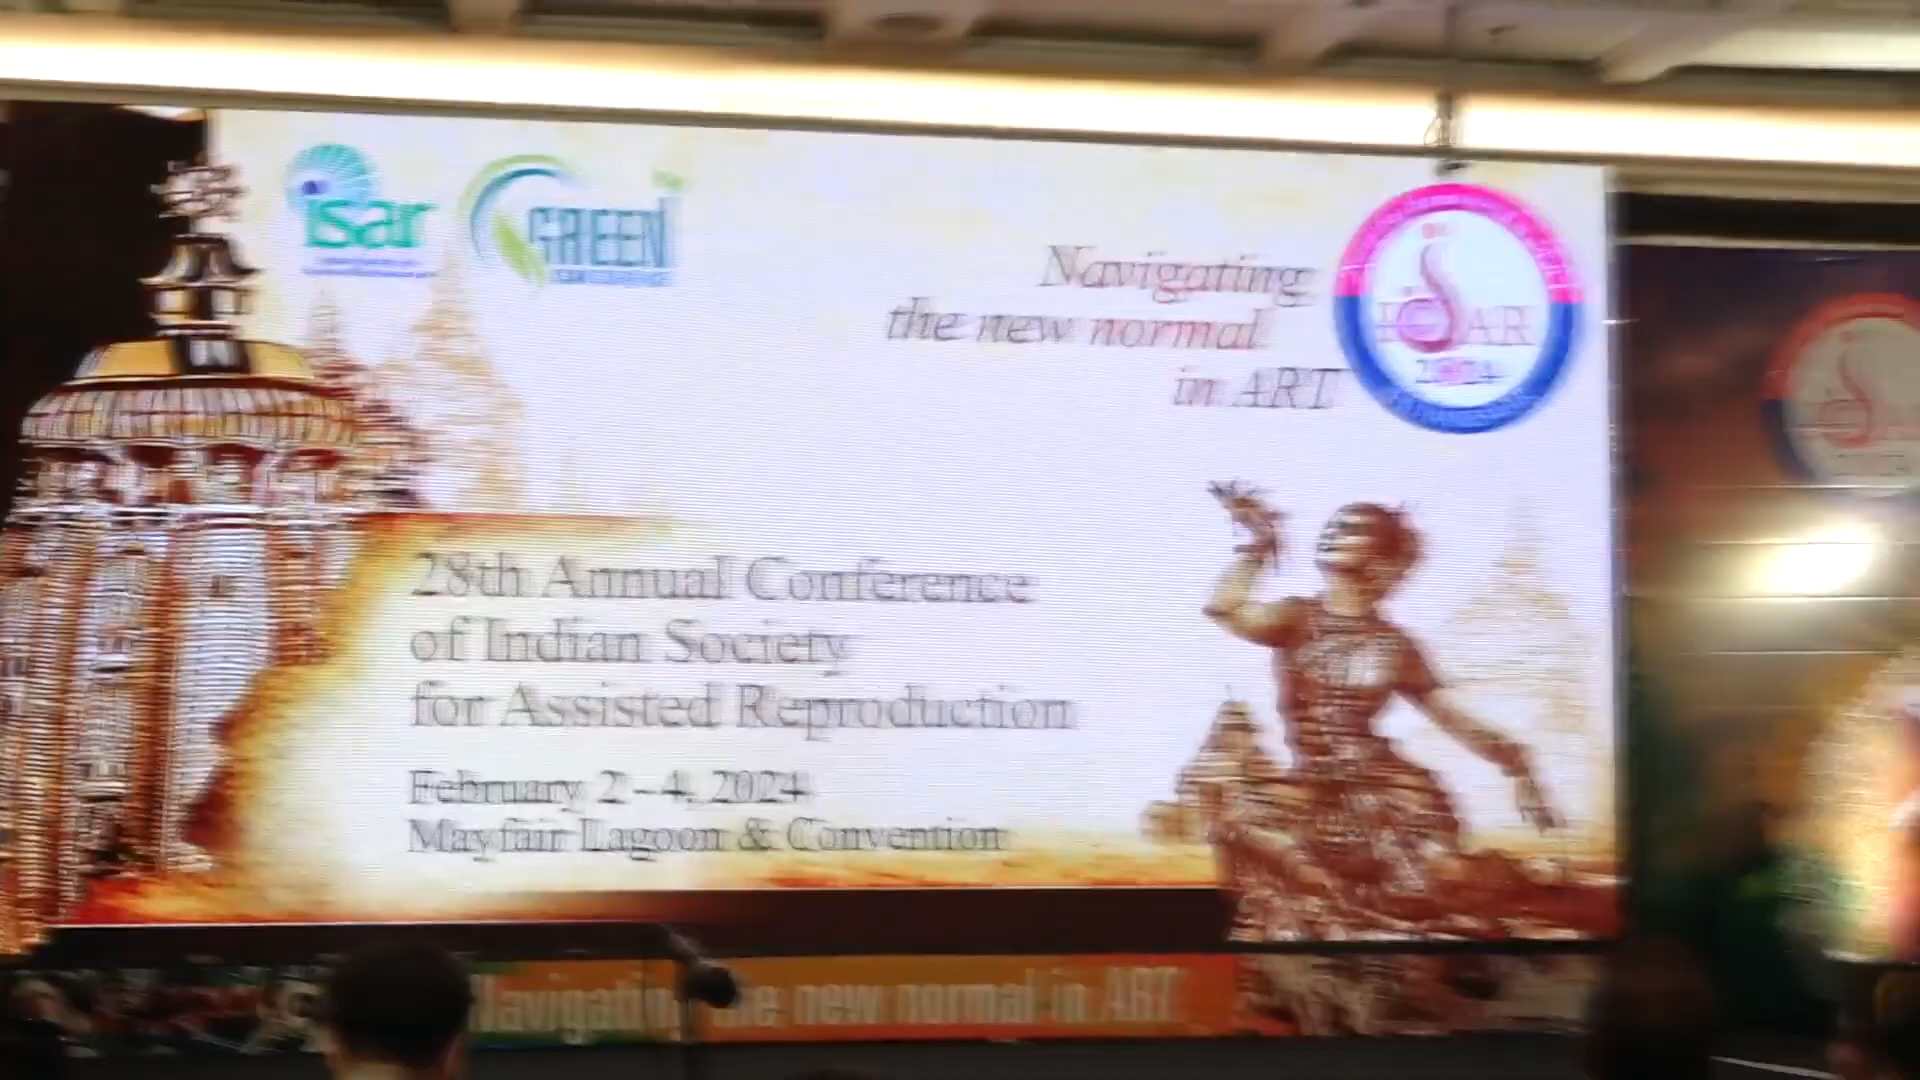 isar
GREEN
Navigating
the new normal
in ART
2024
28th Annual Conference
of Indian Society
for Assisted Reproduction
February 2 - 4, 2024
Mayfair Lagoon & Convention
Navigating the new normal in ART